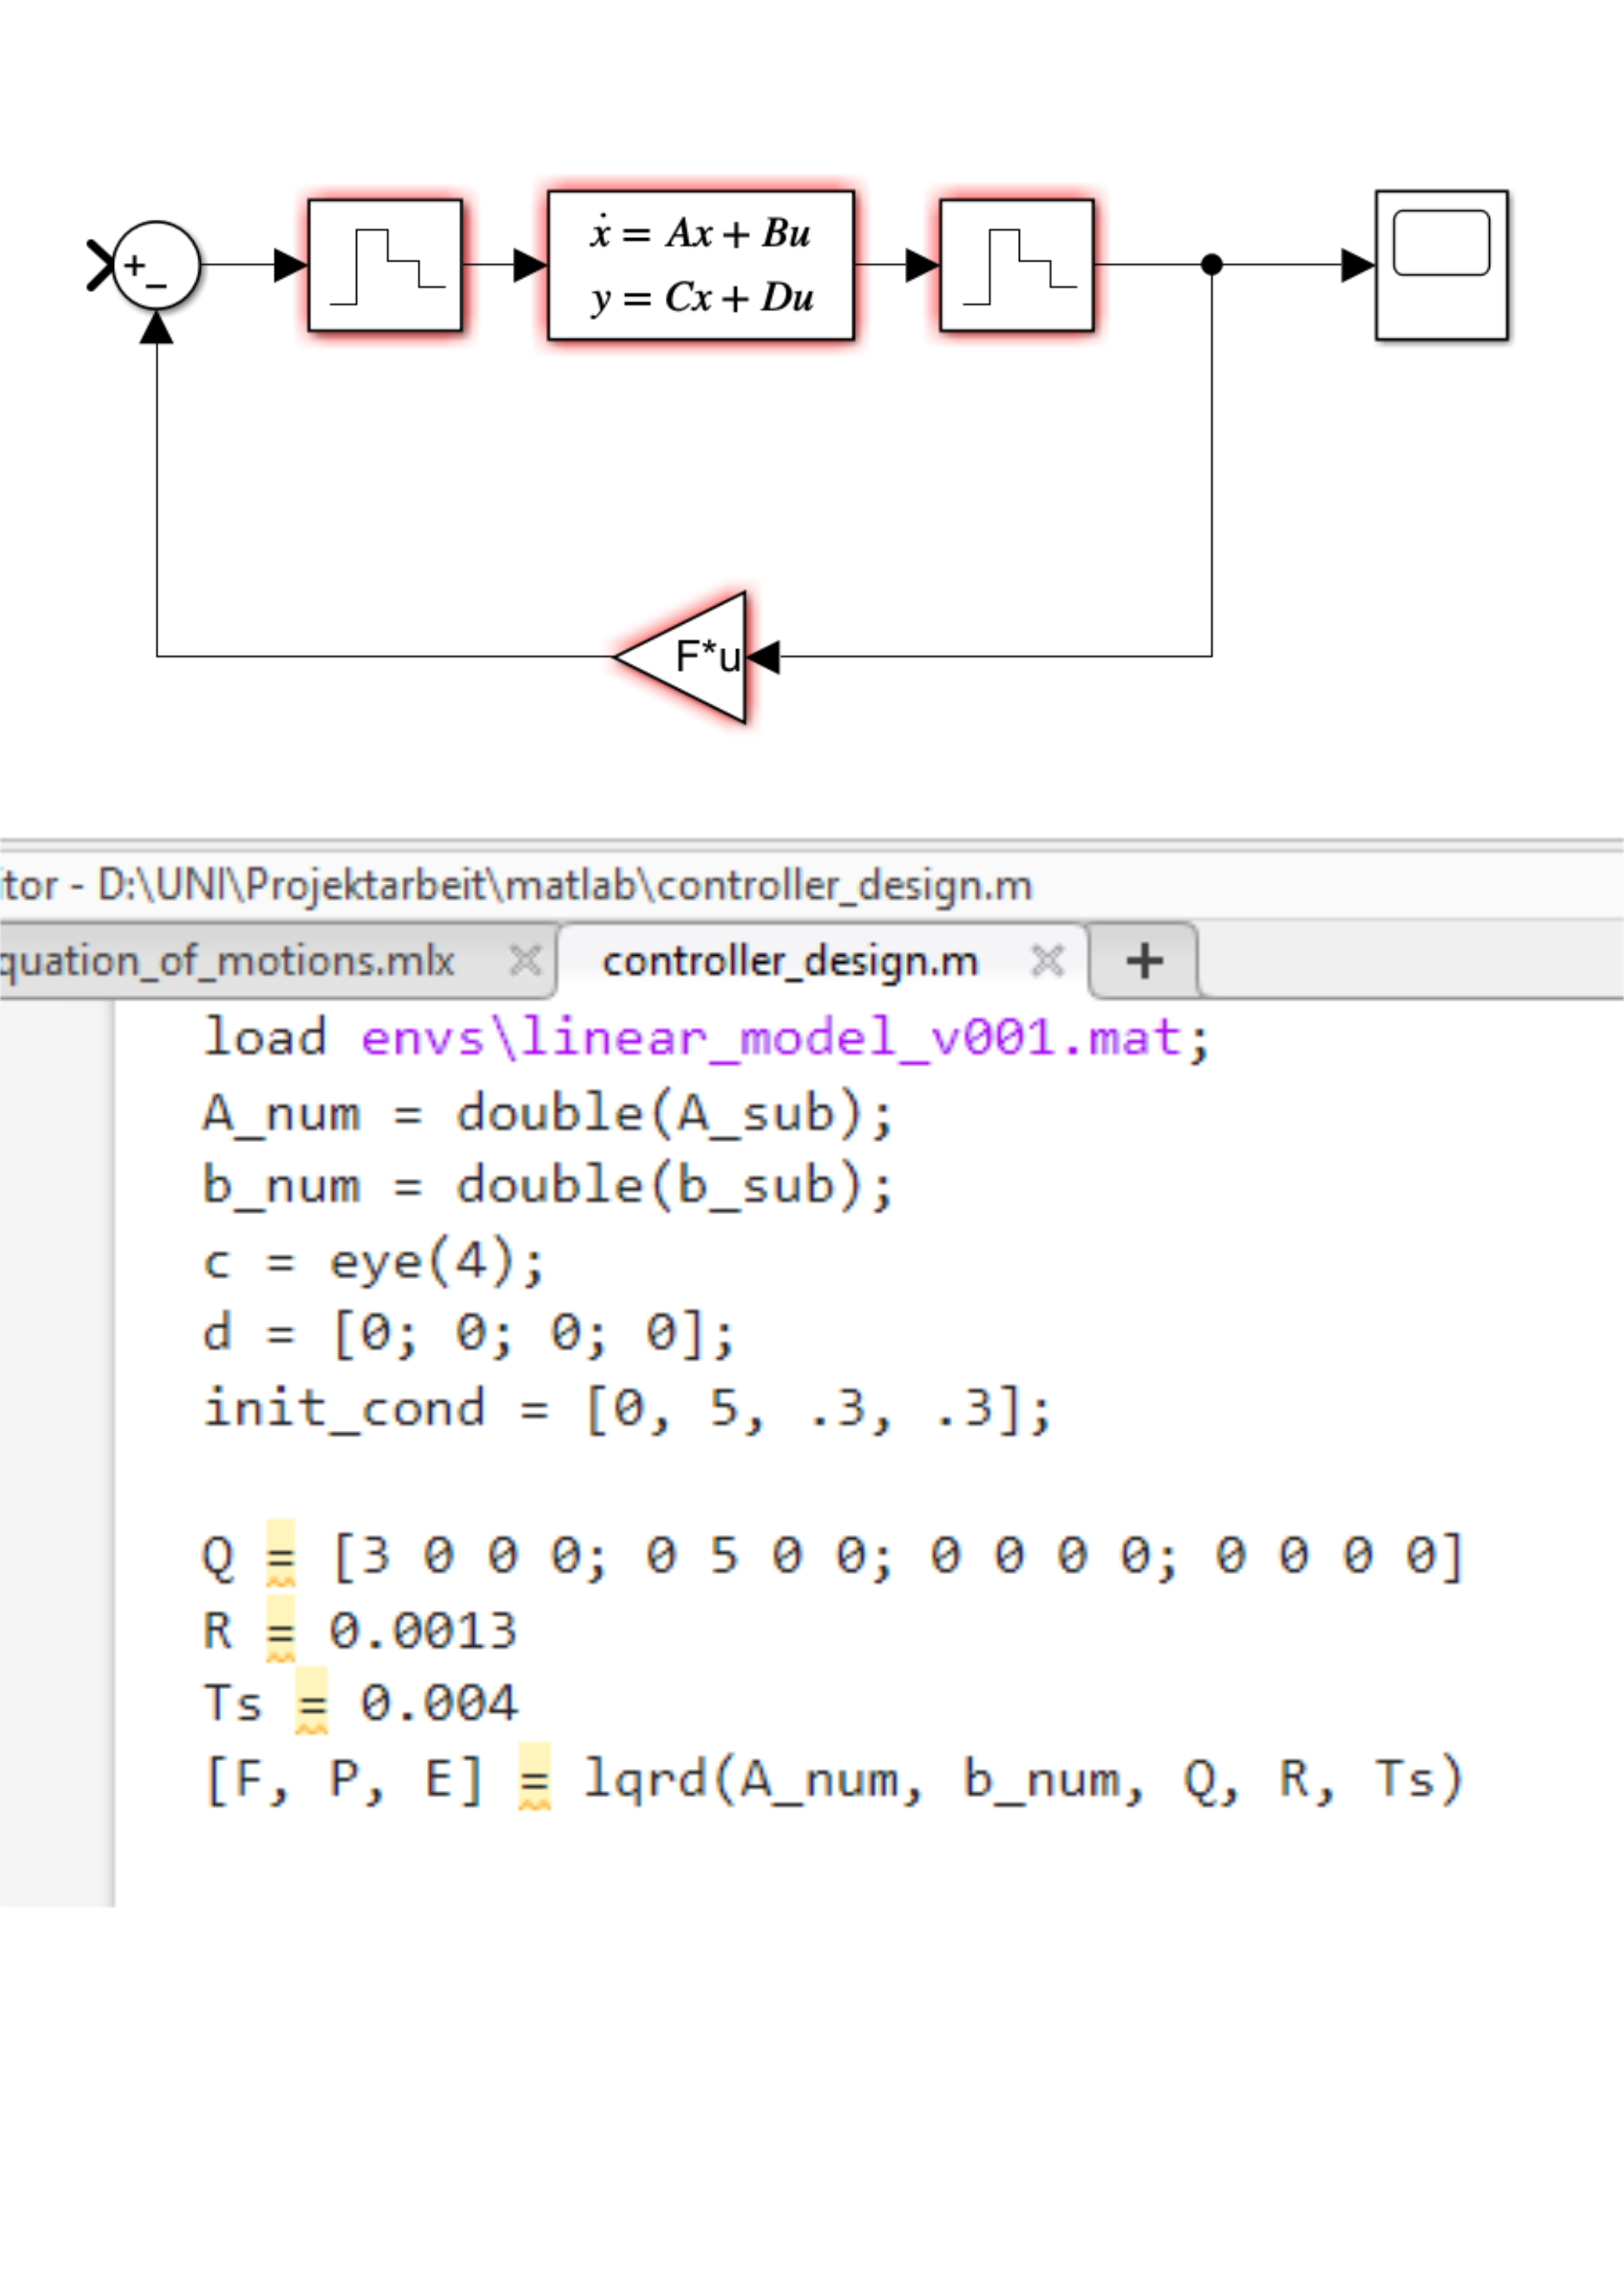 +
−
ẋ = Ax + Bu
y = Cx + Du
F*u
itor - D:\UNI\Projektarbeit\matlab\controller_design.m
quation_of_motions.mlx controller_design.m +
load envs\linear_model_v001.mat;
A_num = double(A_sub);
b_num = double(b_sub);
c = eye(4);
d = [0; 0; 0; 0];
init_cond = [0, 5, .3, .3];
Q = [3 0 0 0; 0 5 0 0; 0 0 0 0; 0 0 0 0]
R = 0.0013
Ts = 0.004
[F, P, E] = lqrd(A_num, b_num, Q, R, Ts)